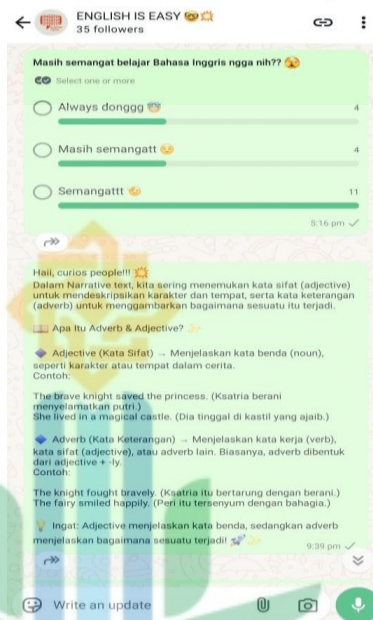 ENGLISH IS EASY
35 followers
Masih semangat belajar Bahasa Inggris ngga nih??
Select one or more
Always donggg
4
Masih semangatt
4
Semangattt
11
5:16 pm
Haii, curios people!!!
Dalam Narrative text, kita sering menemukan kata sifat (adjective)
untuk mendeskripsikan karakter dan tempat, serta kata keterangan
(adverb) untuk menggambarkan bagaimana sesuatu itu terjadi.
Apa Itu Adverb & Adjective?
Adjective (Kata Sifat) → Menjelaskan kata benda (noun),
seperti karakter atau tempat dalam cerita.
Contoh:
The brave knight saved the princess. (Ksatria berani
menyelamatkan putri.)
She lived in a magical castle. (Dia tinggal di kastil yang ajaib.)
Adverb (Kata Keterangan) → Menjelaskan kata kerja (verb),
kata sifat (adjective), atau adverb lain. Biasanya, adverb dibentuk
dari adjective + -ly.
Contoh:
The knight fought bravely. (Ksatria itu bertarung dengan berani.)
The fairy smiled happily. (Peri itu tersenyum dengan bahagia.)
Ingat: Adjective menjelaskan kata benda, sedangkan adverb
menjelaskan bagaimana sesuatu terjadi!
9:39 pm
Write an update